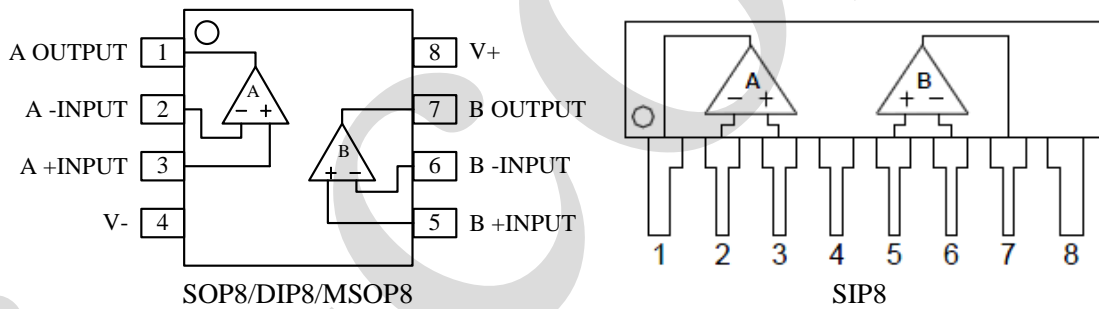 A OUTPUT 1
A -INPUT 2
A +INPUT 3
V- 4
8 V+
7 B OUTPUT
6 B -INPUT
5 B +INPUT
A
- +
B
+ -
SOP8/DIP8/MSOP8
A
- +
B
+ -
1 2 3 4 5 6 7 8
SIP8